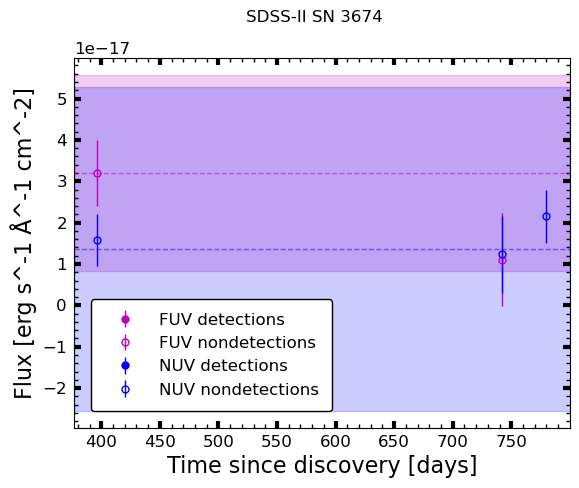 SDSS-II SN 3674
1e−17
5
4
3
2
1
0
−1
−2
Flux [erg s^-1 Å^-1 cm^-2]
FUV detections
FUV nondetections
NUV detections
NUV nondetections
400 450 500 550 600 650 700 750
Time since discovery [days]